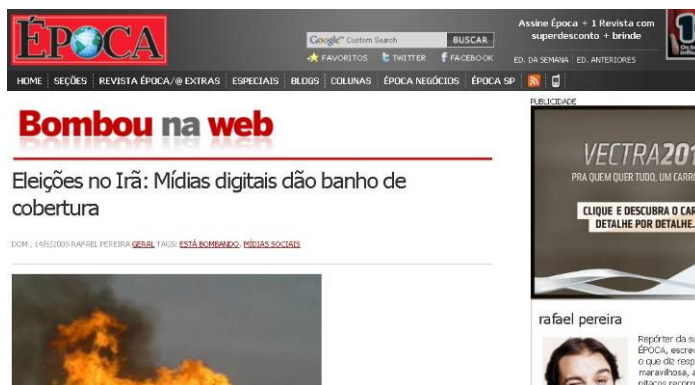 ÉPOCA
Google™ Custom Search BUSCAR
FAVORITOS TWITTER FACEBOOK
Assine Época + 1 Revista com
superdesconto + brinde
ED. DA SEMANA ED. ANTERIORES
HOME SEÇÕES REVISTA ÉPOCA/@ EXTRAS ESPECIAIS BLOGS COLUNAS ÉPOCA NEGÓCIOS ÉPOCA SP
Bombou na web
Eleições no Irã: Mídias digitais dão banho de
cobertura
DOM , 14/6/2009 RAFAEL PEREIRA GERAL TAGS: ESTÁ BOMBANDO, MÍDIAS SOCIAIS
PUBLICIDADE
VECTRA201
PRA QUEM QUER TUDO, UM CARR
CLIQUE E DESCUBRA O CAR
DETALHE POR DETALHE.
rafael pereira
Repórter da
ÉPOCA, escrev
o que diz resp
maravilhosa, a